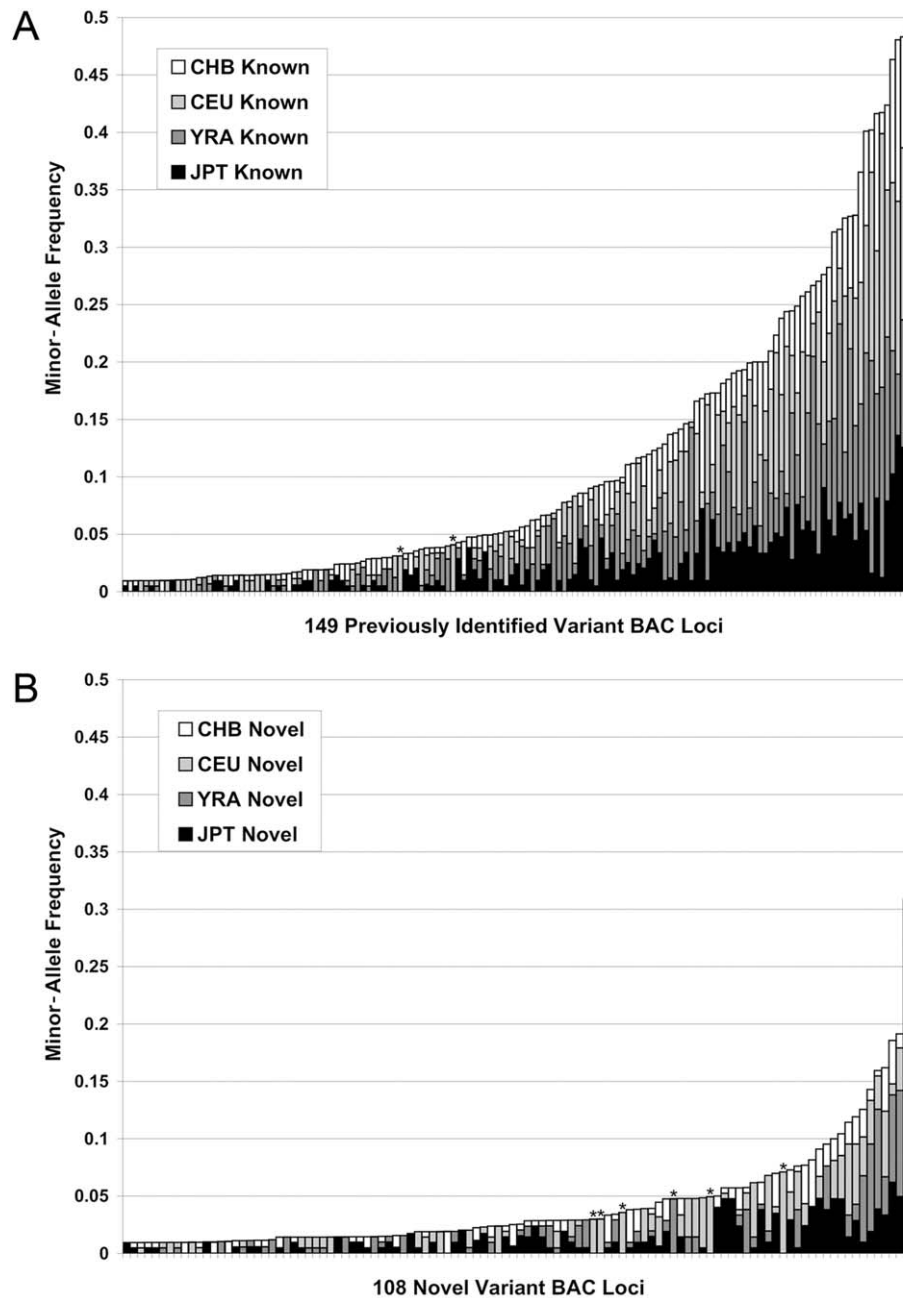 A
0.5
0.45
0.4
0.35
0.3
0.25
0.2
0.15
0.1
0.05
0
Minor-Allele Frequency
CHB Known
CEU Known
YRA Known
JPT Known
*
*
149 Previously Identified Variant BAC Loci
B
0.5
0.45
0.4
0.35
0.3
0.25
0.2
0.15
0.1
0.05
0
Minor-Allele Frequency
CHB Novel
CEU Novel
YRA Novel
JPT Novel
**
*
*
*
*
108 Novel Variant BAC Loci